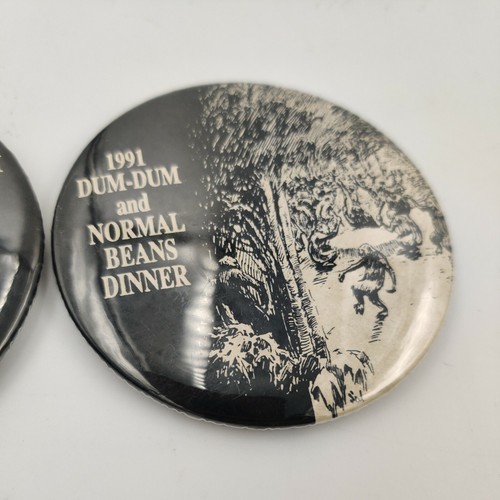 1991
DUM-DUM
and
NORMAL
BEANS
DINNER